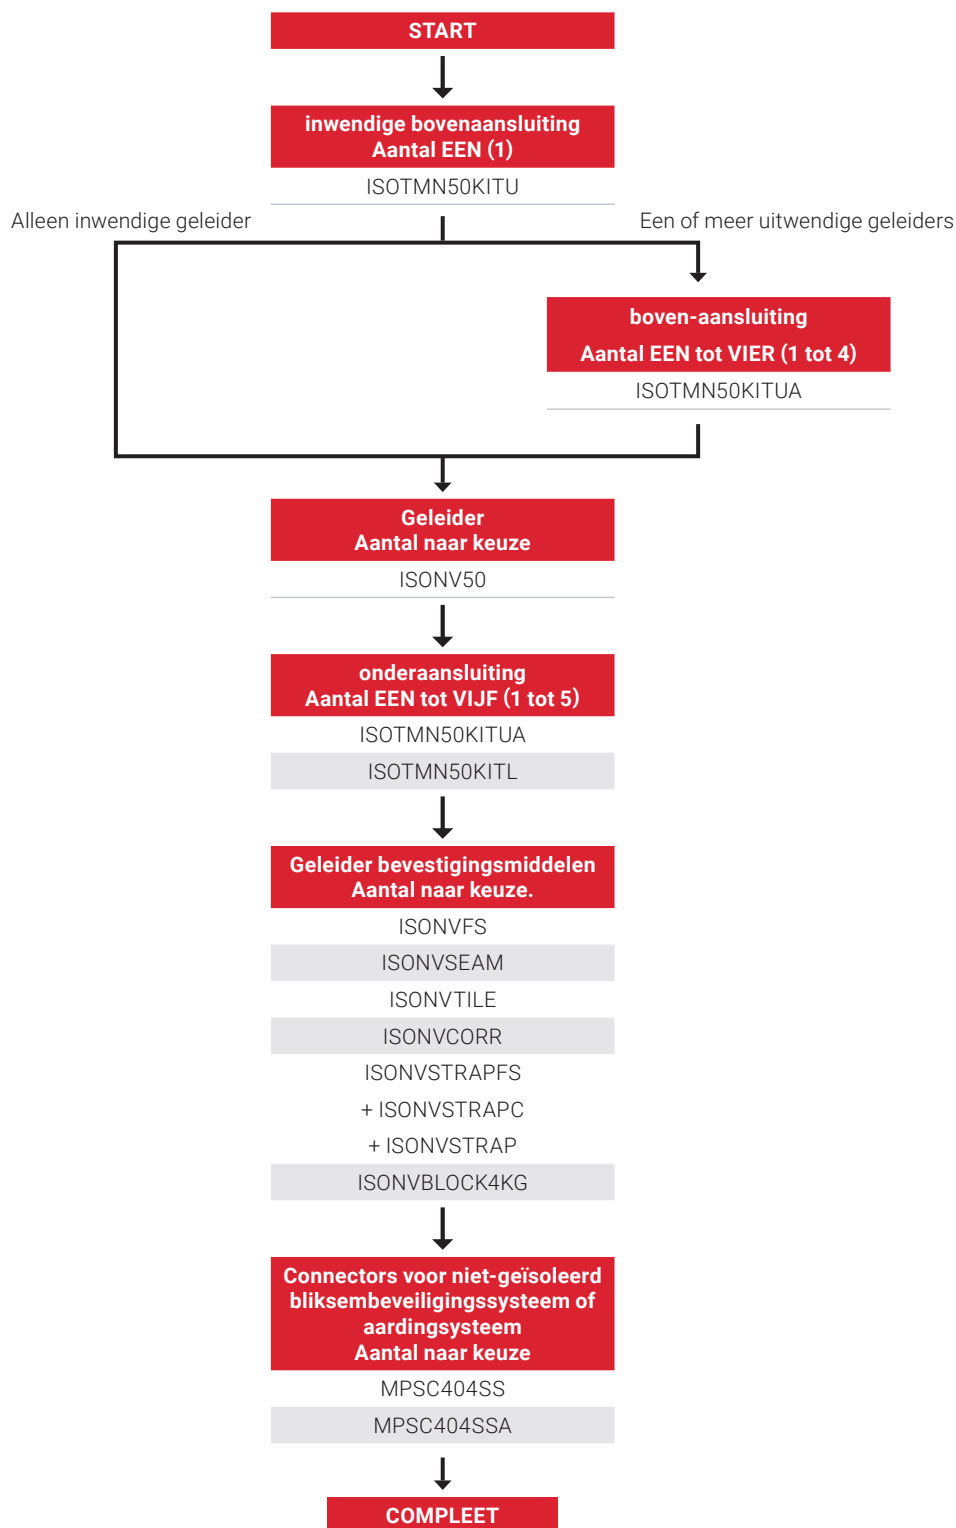 START
inwendige bovenaansluiting
Aantal EEN (1)
ISOTMN50KITU
Alleen inwendige geleider
Een of meer uitwendige geleiders
boven-aansluiting
Aantal EEN tot VIER (1 tot 4)
ISOTMN50KITUA
Geleider
Aantal naar keuze
ISONV50
onderaansluiting
Aantal EEN tot VIJF (1 tot 5)
ISOTMN50KITUA
ISOTMN50KITL
Geleider bevestigingsmiddelen
Aantal naar keuze.
ISONVFS
ISONVSEAM
ISONVTILE
ISONVCORR
ISONVSTRAPFS
+ ISONVSTRAPC
+ ISONVSTRAP
ISONVBLOCK4KG
Connectors voor niet-geïsoleerd
bliksembeveiligingssysteem of
aardingsysteem
Aantal naar keuze
MPSC404SS
MPSC404SSA
COMPLEET